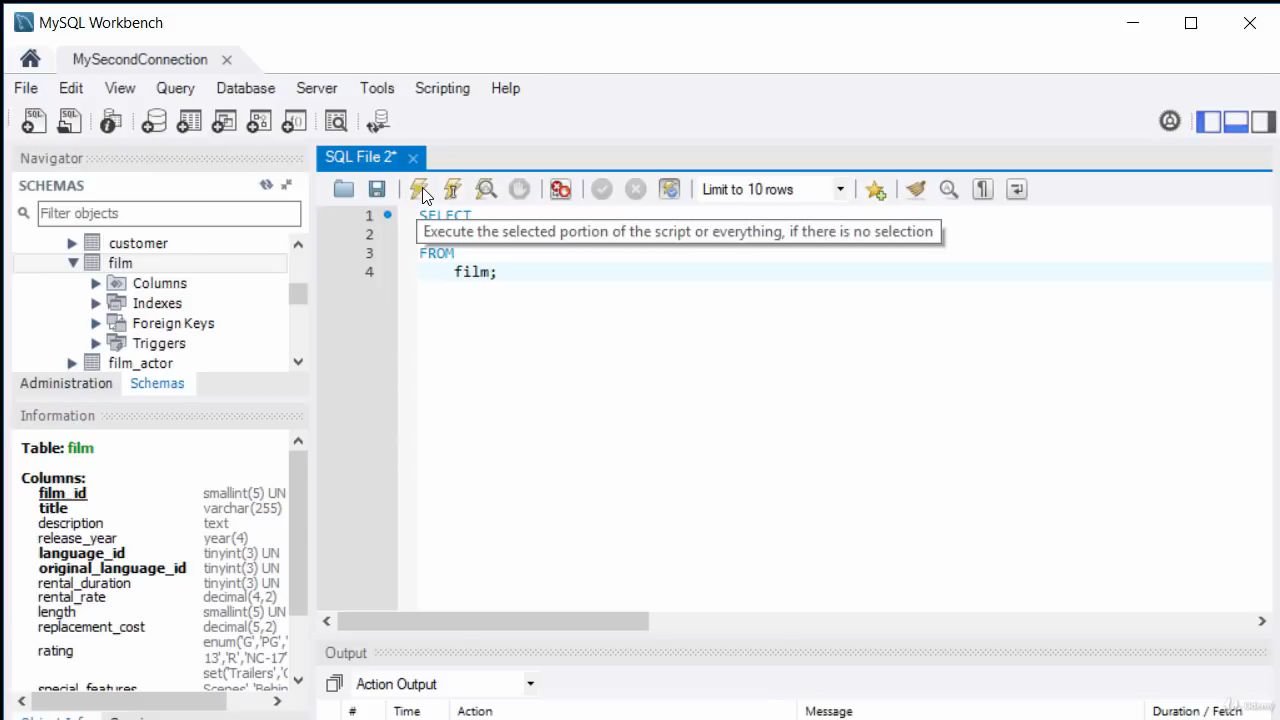 MySQL Workbench
MySecondConnection
File Edit View Query Database Server Tools Scripting Help
Navigator
SCHEMAS
Filter objects
customer
film
Columns
Indexes
Foreign Keys
Triggers
film_actor
Administration Schemas
Information
Table: film
Columns:
film_id smallint(5) UN
title varchar(255)
description text
release_year year(4)
language_id tinyint(3) UN
original_language_id tinyint(3) UN
rental_duration tinyint(3) UN
rental_rate decimal(4,2)
length smallint(5) UN
replacement_cost decimal(5,2)
rating enum('G','PG','
13','R','NC-17'
set('Trailers','C
special_features Scenes','Behin
SQL File 2*
Limit to 10 rows
1 SELECT
Execute the selected portion of the script or everything, if there is no selection
2
3 FROM
4 film;
Output
Action Output
# Time Action Message Duration / Fetch
Udemy